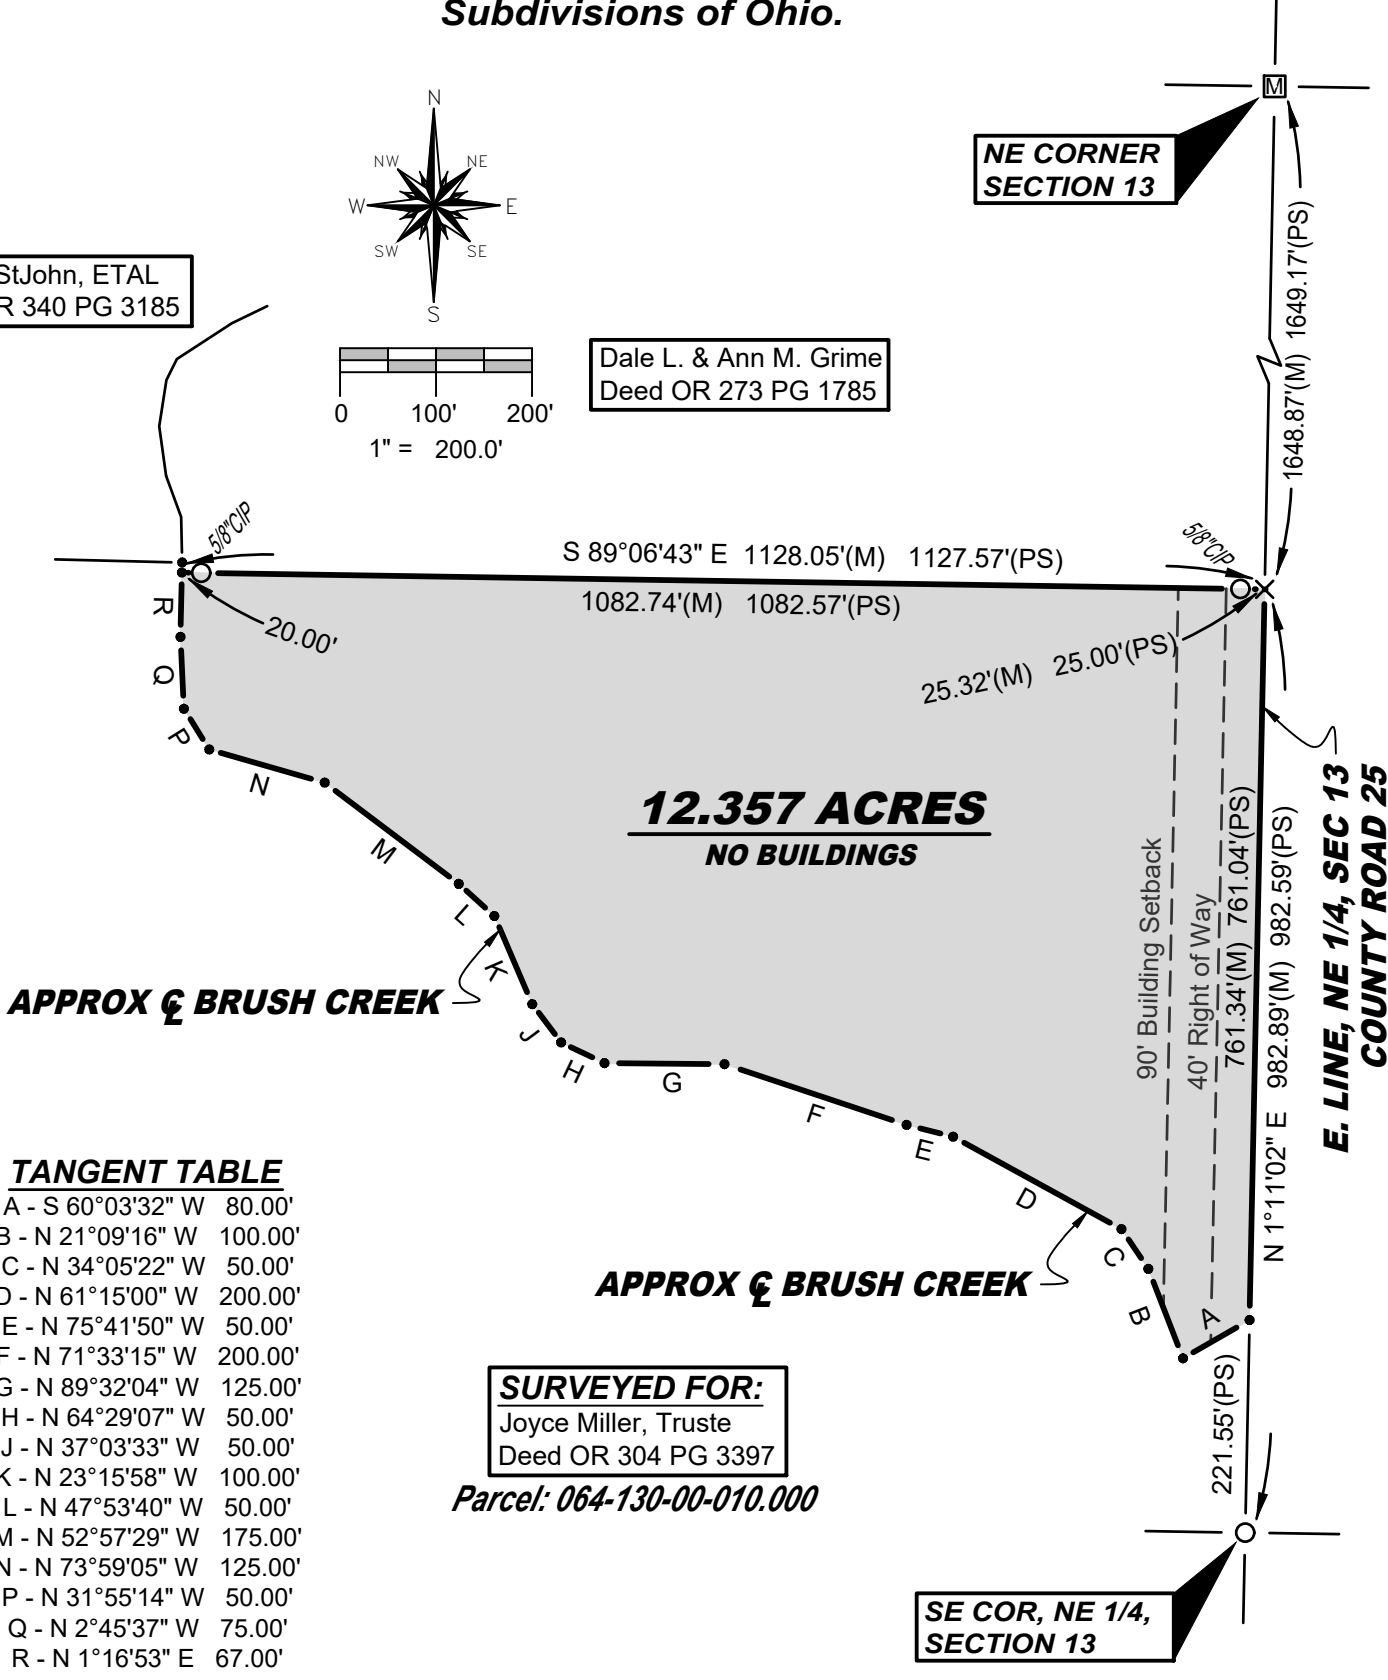 Subdivisions of Ohio.
M
NE CORNER
SECTION 13
N
NW NE
W E
SW SE
S
StJohn, ETAL
R 340 PG 3185
0 100' 200'
1" = 200.0'
Dale L. & Ann M. Grime
Deed OR 273 PG 1785
1648.87'(M) 1649.17'(PS)
5/8"CIP
5/8"CIP
S 89°06'43" E 1128.05'(M) 1127.57'(PS)
1082.74'(M) 1082.57'(PS)
20.00'
25.32'(M) 25.00'(PS)
R
Q
P
N
M
L
K
J
H
G
F
E
D
C
B
A
12.357 ACRES
NO BUILDINGS
90' Building Setback
40' Right of Way
761.34'(M) 761.04'(PS)
N 1°11'02" E 982.89'(M) 982.59'(PS)
E. LINE, NE 1/4, SEC 13
COUNTY ROAD 25
APPROX ℄ BRUSH CREEK
APPROX ℄ BRUSH CREEK
TANGENT TABLE
A - S 60°03'32" W 80.00'
B - N 21°09'16" W 100.00'
C - N 34°05'22" W 50.00'
D - N 61°15'00" W 200.00'
E - N 75°41'50" W 50.00'
F - N 71°33'15" W 200.00'
G - N 89°32'04" W 125.00'
H - N 64°29'07" W 50.00'
J - N 37°03'33" W 50.00'
K - N 23°15'58" W 100.00'
L - N 47°53'40" W 50.00'
M - N 52°57'29" W 175.00'
N - N 73°59'05" W 125.00'
P - N 31°55'14" W 50.00'
Q - N 2°45'37" W 75.00'
R - N 1°16'53" E 67.00'
SURVEYED FOR:
Joyce Miller, Truste
Deed OR 304 PG 3397
Parcel: 064-130-00-010.000
221.55'(PS)
SE COR, NE 1/4,
SECTION 13